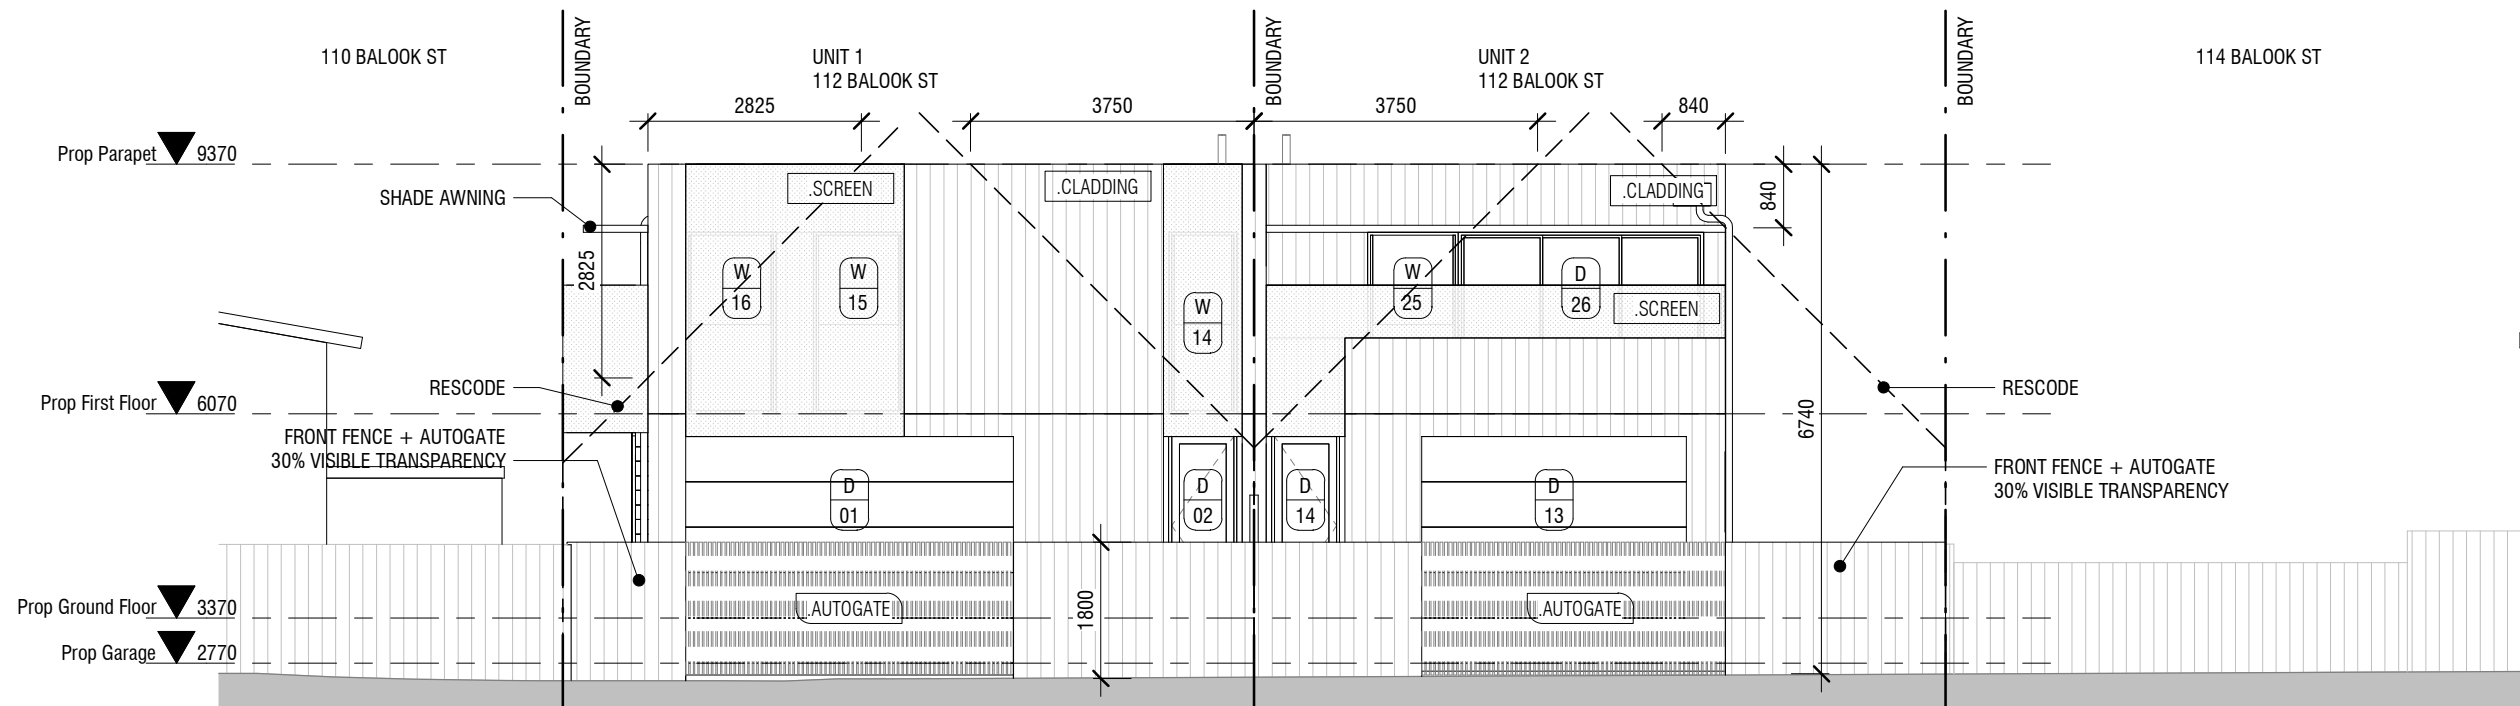 BOUNDARY
BOUNDARY
BOUNDARY
110 BALOOK ST
UNIT 1
112 BALOOK ST
UNIT 2
112 BALOOK ST
114 BALOOK ST
2825
3750
3750
840
Prop Parapet 9370
SHADE AWNING
.SCREEN
.CLADDING
.CLADDING
840
2825
W
16
W
15
W
14
W
25
D
26
.SCREEN
RESCODE
RESCODE
Prop First Floor 6070
6740
FRONT FENCE + AUTOGATE
30% VISIBLE TRANSPARENCY
FRONT FENCE + AUTOGATE
30% VISIBLE TRANSPARENCY
D
01
D
02
D
14
D
13
Prop Ground Floor 3370
.AUTOGATE
1800
.AUTOGATE
Prop Garage 2770